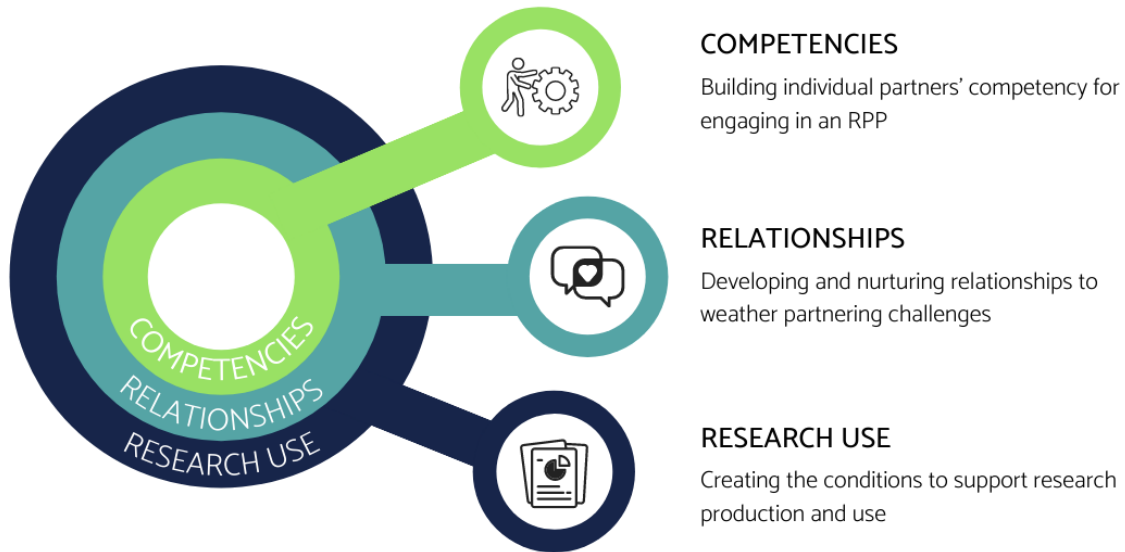 COMPETENCIES
Building individual partners' competency for
engaging in an RPP
RELATIONSHIPS
Developing and nurturing relationships to
weather partnering challenges
RESEARCH USE
Creating the conditions to support research
production and use
COMPETENCIES
RELATIONSHIPS
RESEARCH USE